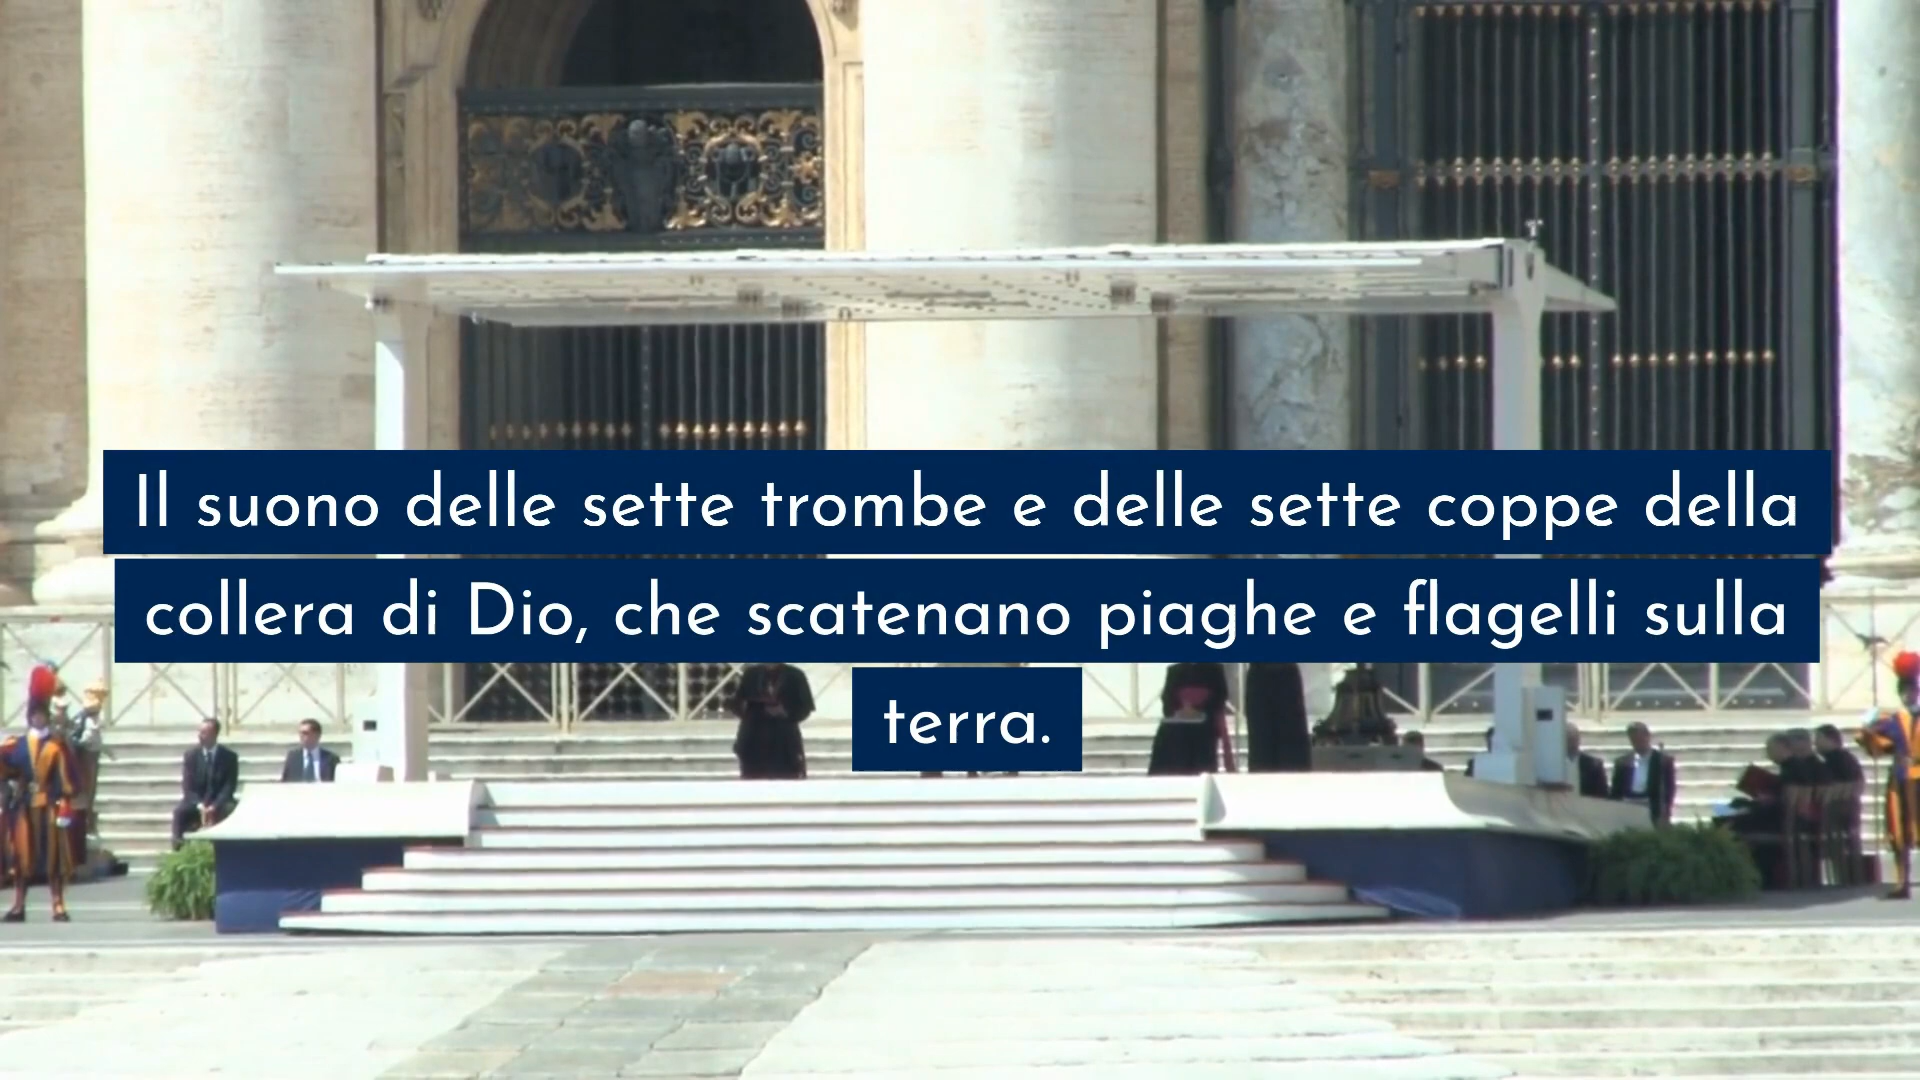 Il suono delle sette trombe e delle sette coppe della
collera di Dio, che scatenano piaghe e flagelli sulla
terra.